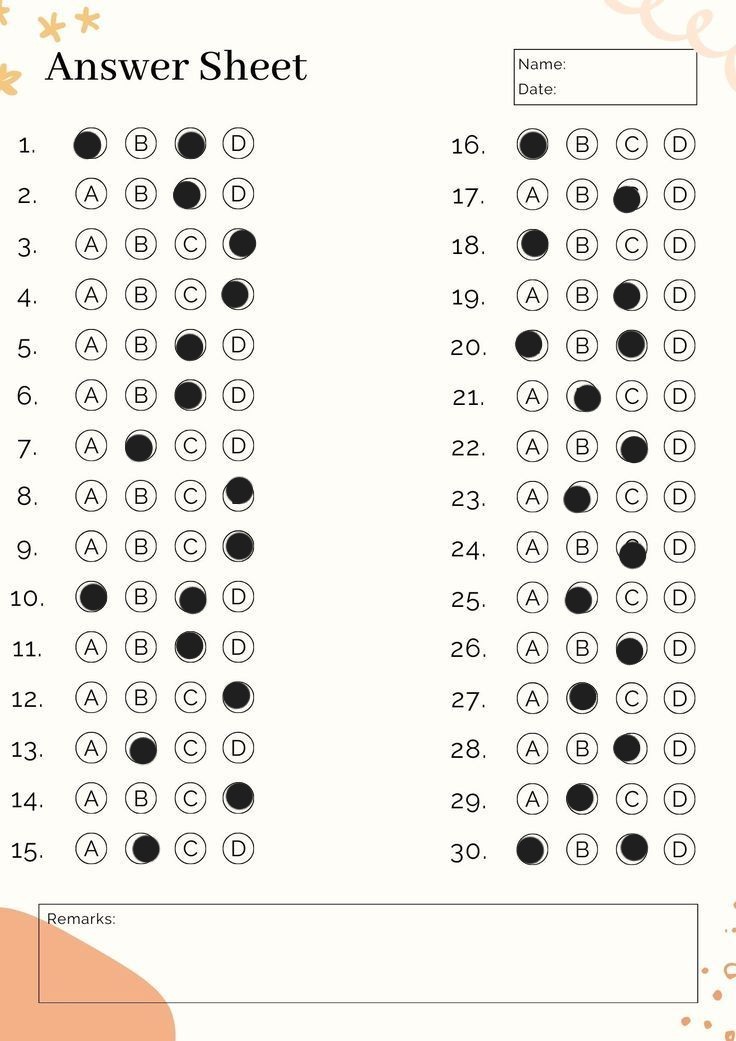 Answer Sheet
Name:
Date:
1. B D
2. A B D
3. A B C
4. A B C
5. A B D
6. A B D
7. A C D
8. A B C
9. A B C
10. B D
11. A B D
12. A B C
13. A C D
14. A B C
15. A C D
16. B C D
17. A B D
18. B C D
19. A B D
20. B D
21. A C D
22. A B D
23. A C D
24. A B D
25. A C D
26. A B D
27. A C D
28. A B D
29. A C D
30. B D
Remarks: